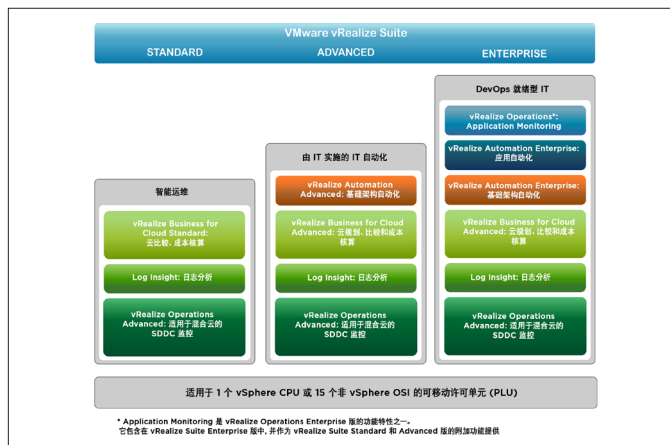 VMware vRealize Suite
STANDARD
ADVANCED
ENTERPRISE
智能运维
vRealize Business for
Cloud Standard:
云比较、成本核算
Log Insight: 日志分析
vRealize Operations
Advanced: 适用于混合云的
SDDC 监控
由 IT 实施的 IT 自动化
vRealize Automation
Advanced: 基础架构自动化
vRealize Business for Cloud
Advanced: 云规划、比较和成本
核算
Log Insight: 日志分析
vRealize Operations
Advanced: 适用于混合云的
SDDC 监控
DevOps 就绪型 IT
vRealize Operations*:
Application Monitoring
vRealize Automation Enterprise:
应用自动化
vRealize Automation Enterprise:
基础架构自动化
vRealize Business for Cloud
Advanced: 云规划、比较和成本
核算
Log Insight: 日志分析
vRealize Operations
Advanced: 适用于混合云的
SDDC 监控
适用于 1 个 vSphere CPU 或 15 个非 vSphere OSI 的可移动许可单元 (PLU)
* Application Monitoring 是 vRealize Operations Enterprise 版的功能特性之一。
它包含在 vRealize Suite Enterprise 版中, 并作为 vRealize Suite Standard 和 Advanced 版的附加功能提供